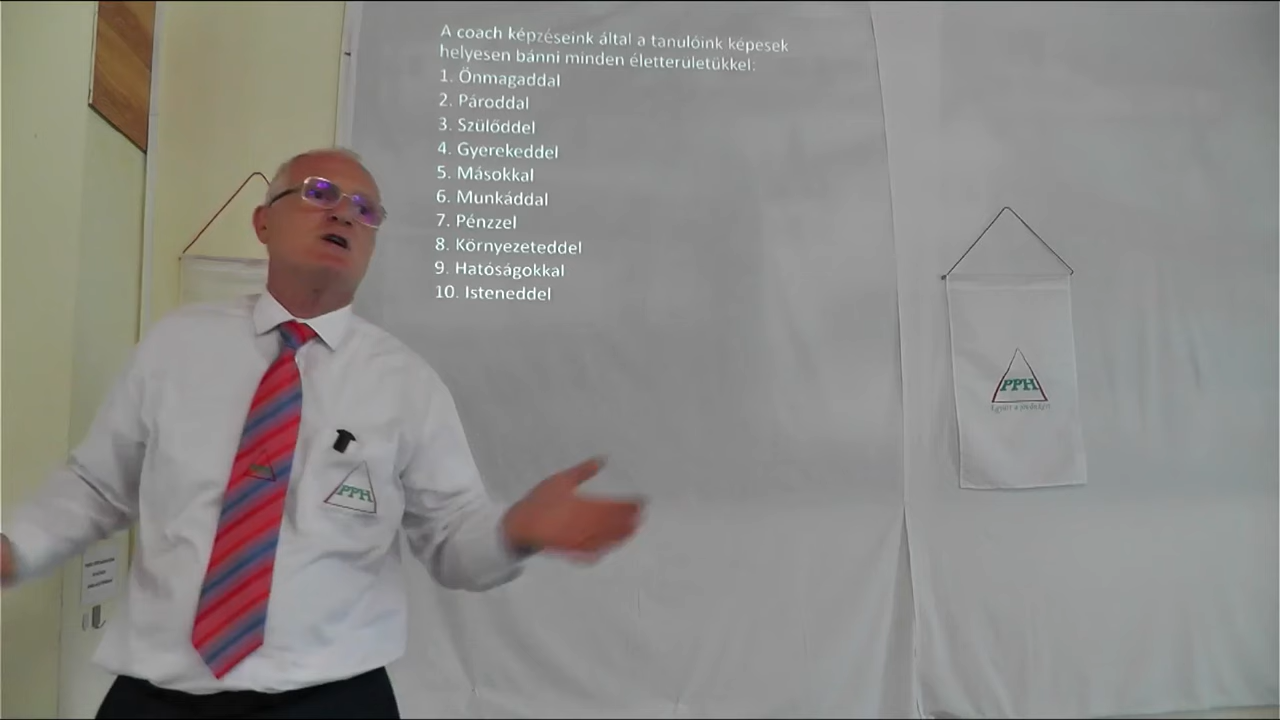 A coach képzéseink által a tanulóink képesek
helyesen bánni minden életterületükkel:
1. Önmagaddal
2. Pároddal
3. Szülőddel
4. Gyerekeddel
5. Másokkal
6. Munkáddal
7. Pénzzel
8. Környezeteddel
9. Hatóságokkal
10. Isteneddel
PPH
PPH
Együtt a